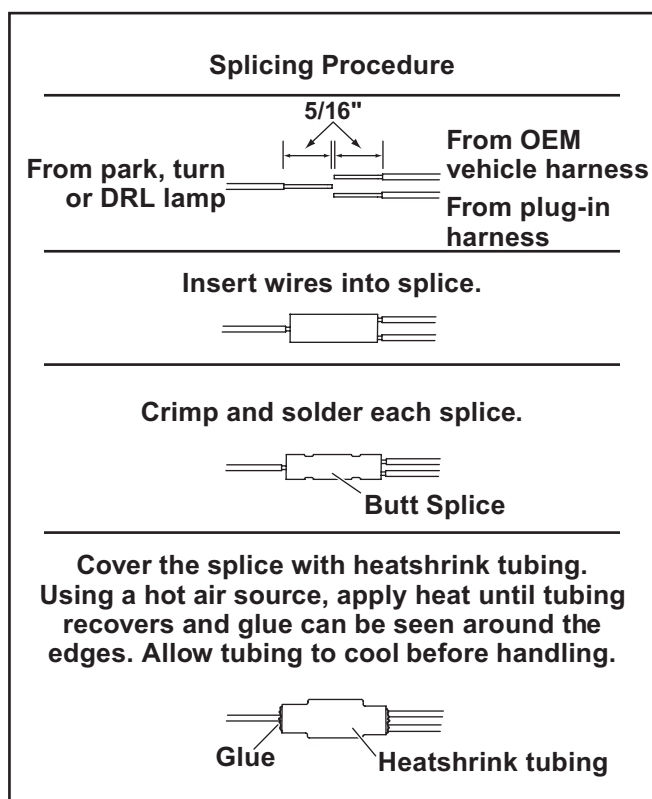 Splicing Procedure
5/16"
From park, turn
or DRL lamp
From OEM
vehicle harness
From plug-in
harness
Insert wires into splice.
Crimp and solder each splice.
Butt Splice
Cover the splice with heatshrink tubing.
Using a hot air source, apply heat until tubing
recovers and glue can be seen around the
edges. Allow tubing to cool before handling.
Glue
Heatshrink tubing